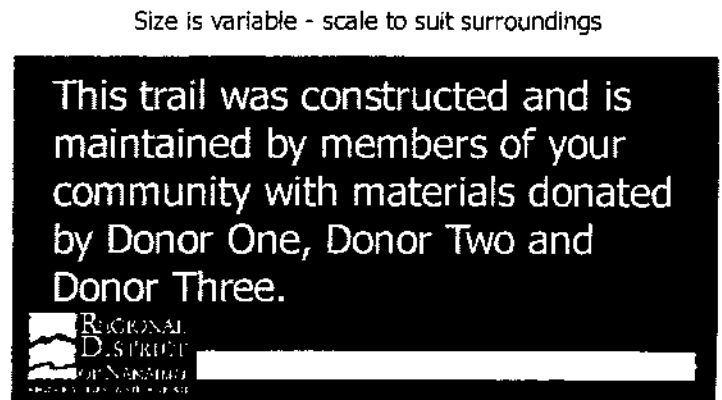 Size is variable - scale to suit surroundings
This trail was constructed and is
maintained by members of your
community with materials donated
by Donor One, Donor Two and
Donor Three.
REGIONAL
DISTRICT
OF NANAIMO